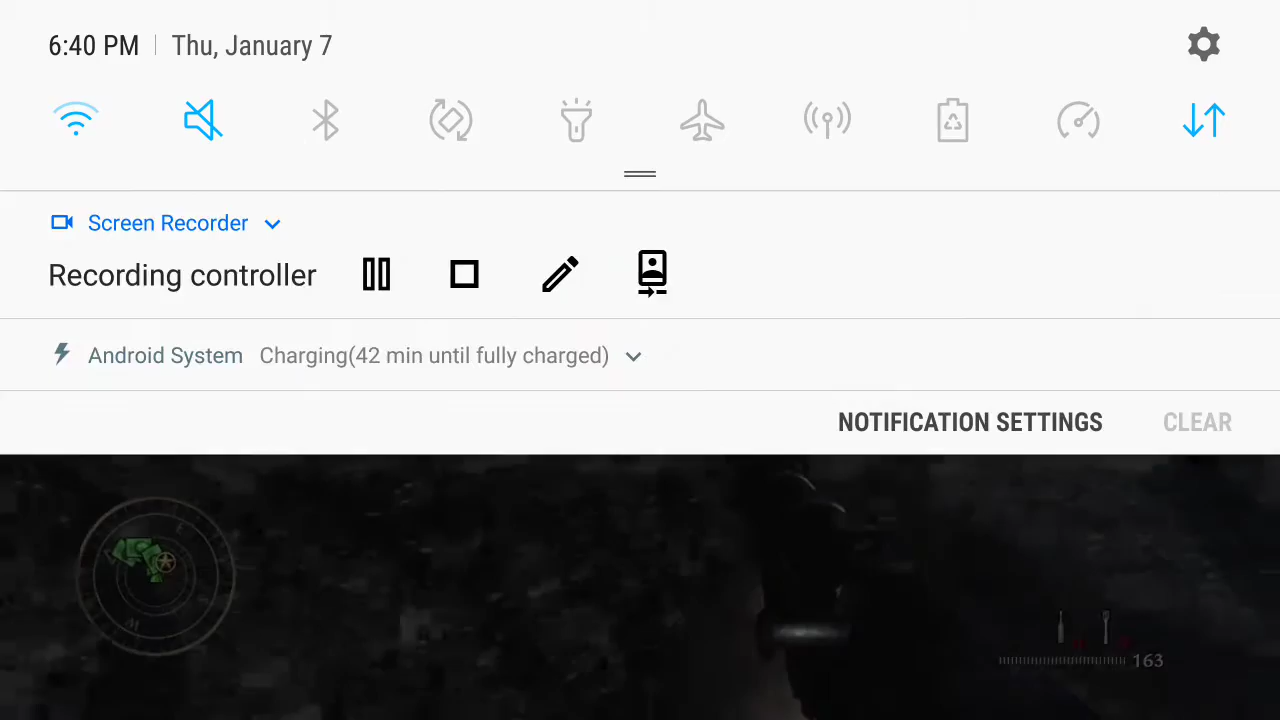 6:40 PM Thu, January 7
Screen Recorder
Recording controller
Android System Charging(42 min until fully charged)
NOTIFICATION SETTINGS CLEAR
E
W
163